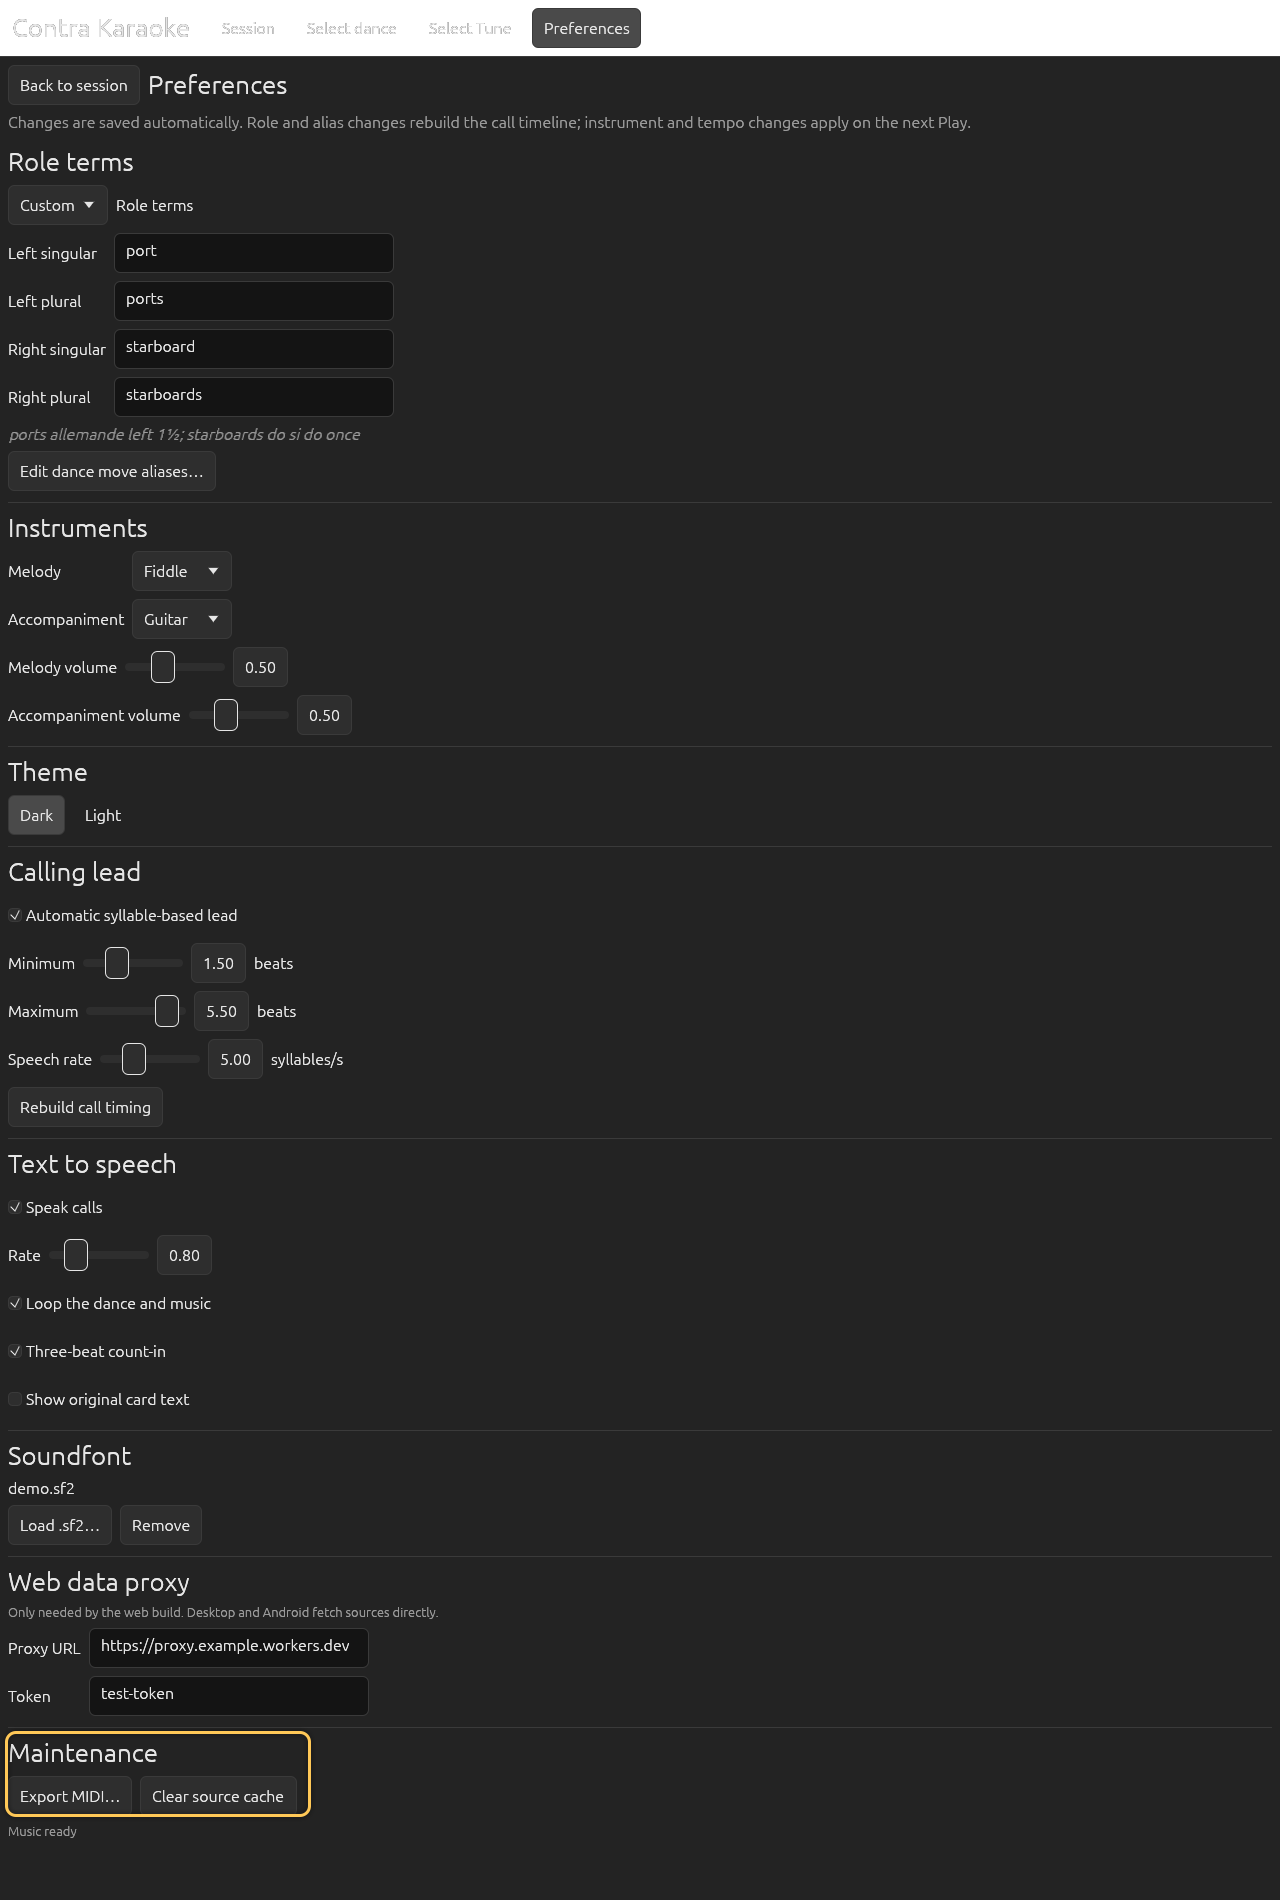 Contra Karaoke Session Select dance Select Tune Preferences
Back to session Preferences
Changes are saved automatically. Role and alias changes rebuild the call timeline; instrument and tempo changes apply on the next Play.
Role terms
Custom Role terms
Left singular port
Left plural ports
Right singular starboard
Right plural starboards
ports allemande left 1½; starboards do si do once
Edit dance move aliases…
Instruments
Melody Fiddle
Accompaniment Guitar
Melody volume 0.50
Accompaniment volume 0.50
Theme
Dark Light
Calling lead
Automatic syllable-based lead
Minimum 1.50 beats
Maximum 5.50 beats
Speech rate 5.00 syllables/s
Rebuild call timing
Text to speech
Speak calls
Rate 0.80
Loop the dance and music
Three-beat count-in
Show original card text
Soundfont
demo.sf2
Load .sf2… Remove
Web data proxy
Only needed by the web build. Desktop and Android fetch sources directly.
Proxy URL https://proxy.example.workers.dev
Token test-token
Maintenance
Export MIDI… Clear source cache
Music ready